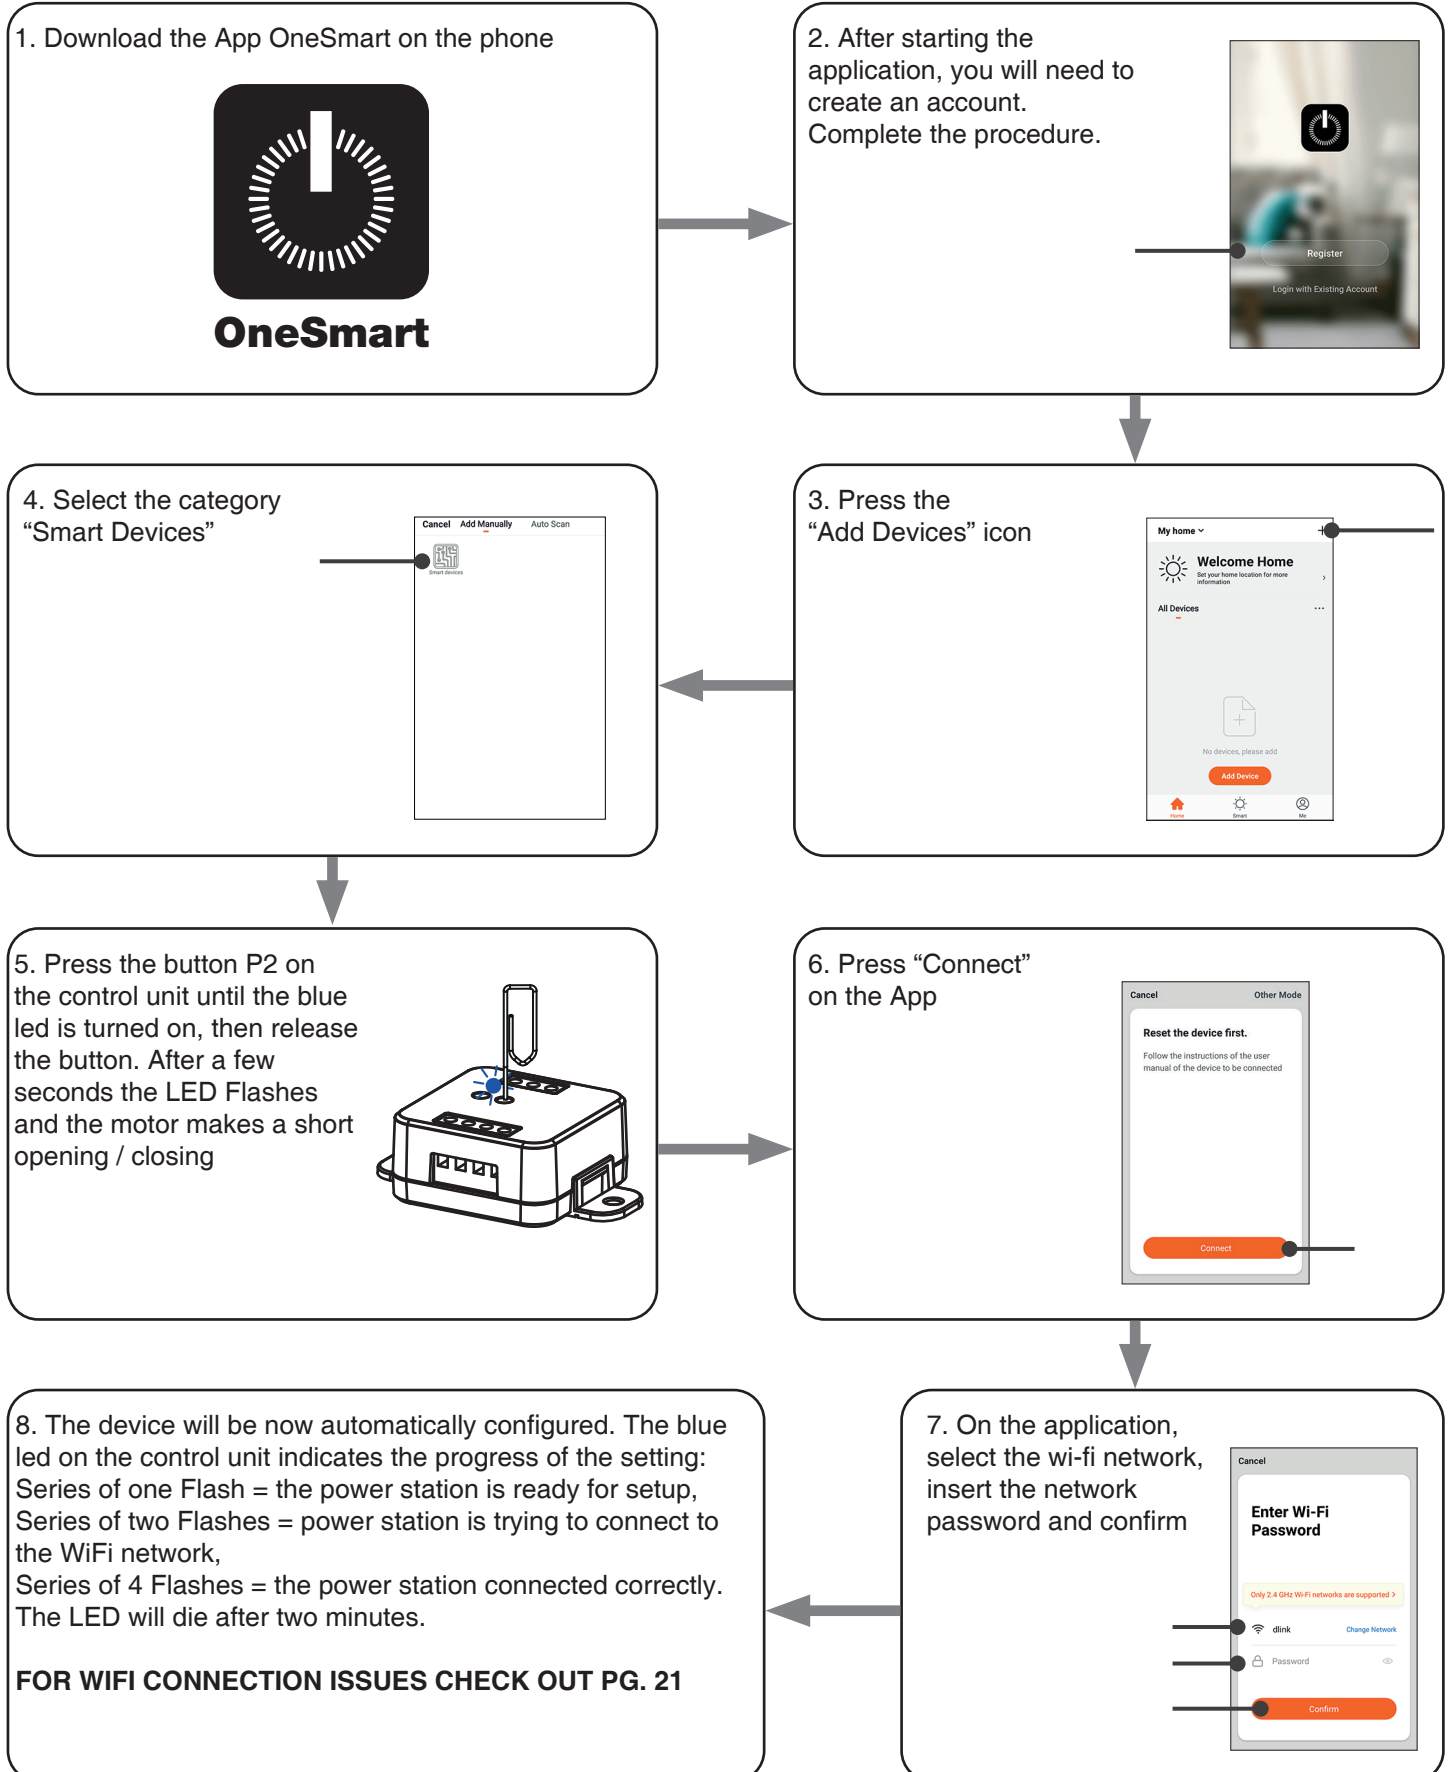 1. Download the App OneSmart on the phone
OneSmart
2. After starting the
application, you will need to
create an account.
Complete the procedure.
Register
Login with Existing Account
3. Press the
“Add Devices” icon
My home
+
Welcome Home
Set your home location for more
information
All Devices
No devices, please add
Add Device
Home Smart Me
4. Select the category
“Smart Devices”
Cancel Add Manually Auto Scan
Smart devices
5. Press the button P2 on
the control unit until the blue
led is turned on, then release
the button. After a few
seconds the LED Flashes
and the motor makes a short
opening / closing
6. Press “Connect”
on the App
Cancel Other Mode
Reset the device first.
Follow the instructions of the user
manual of the device to be connected
Connect
7. On the application,
select the wi-fi network,
insert the network
password and confirm
Cancel
Enter Wi-Fi
Password
Only 2.4 GHz Wi-Fi networks are supported >
dlink Change Network
Password
Confirm
8. The device will be now automatically configured. The blue
led on the control unit indicates the progress of the setting:
Series of one Flash = the power station is ready for setup,
Series of two Flashes = power station is trying to connect to
the WiFi network,
Series of 4 Flashes = the power station connected correctly.
The LED will die after two minutes.
FOR WIFI CONNECTION ISSUES CHECK OUT PG. 21